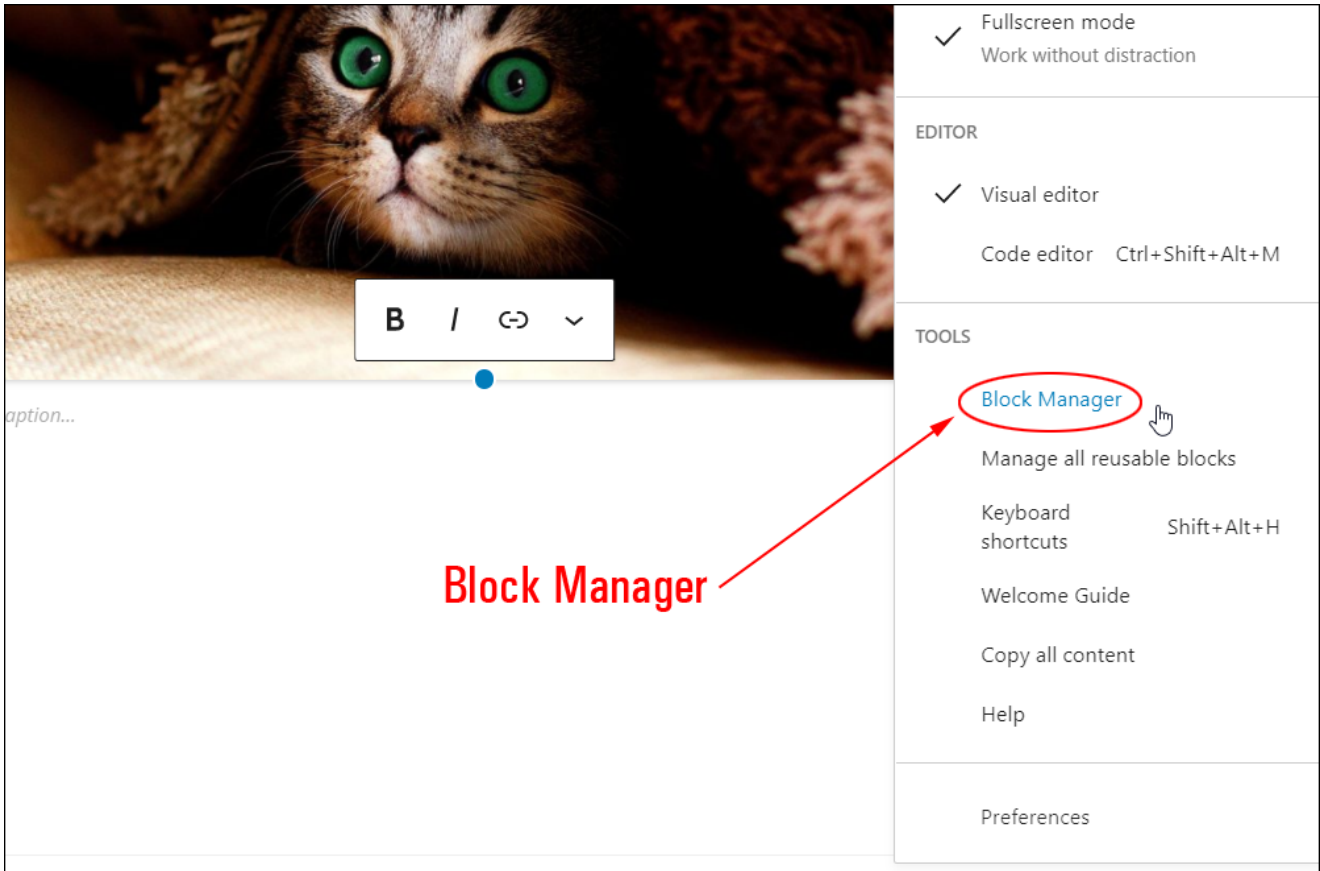 Fullscreen mode
Work without distraction
EDITOR
Visual editor
Code editor Ctrl+Shift+Alt+M
B I
TOOLS
aption...
Block Manager
Manage all reusable blocks
Keyboard
shortcuts Shift+Alt+H
Block Manager
Welcome Guide
Copy all content
Help
Preferences